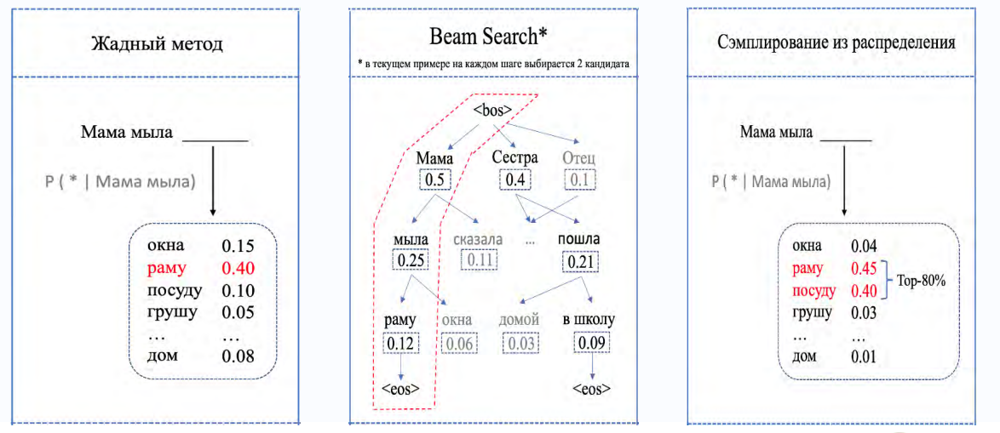 Жадный метод
Мама мыла ________
P ( * | Мама мыла)
окна 0.15
раму 0.40
посуду 0.10
грушу 0.05
... ...
дом 0.08
Beam Search*
* в текущем примере на каждом шаге выбирается 2 кандидата
<bos>
Мама Сестра Отец
0.5 0.4 0.1
мыла сказала ... пошла
0.25 0.11 0.21
раму окна домой в школу
0.12 0.06 0.03 0.09
<eos> <eos>
Сэмплирование из распределения
Мама мыла ________
P ( * | Мама мыла)
окна 0.04
раму 0.45
посуду 0.40
Top-80%
грушу 0.03
... ...
дом 0.01